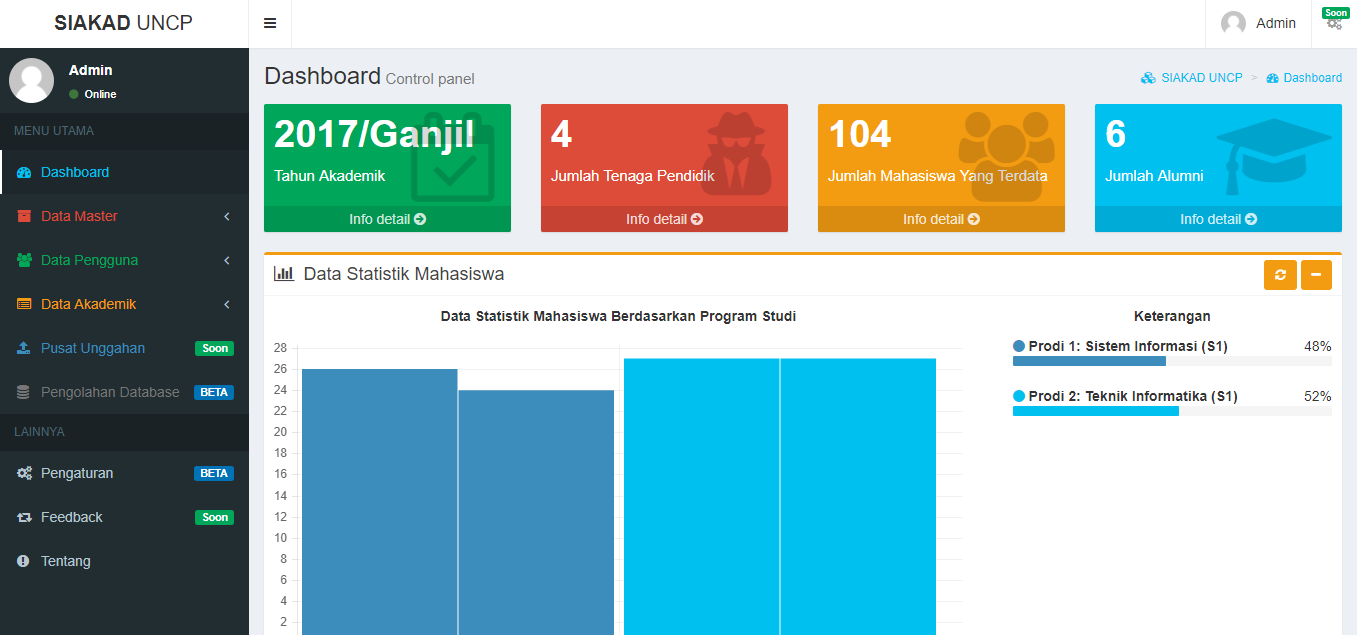 SIAKAD UNCP
Admin
Soon
Admin
Online
MENU UTAMA
Dashboard
Data Master
Data Pengguna
Data Akademik
Pusat Unggahan Soon
Pengolahan Database BETA
LAINNYA
Pengaturan BETA
Feedback Soon
Tentang
Dashboard Control panel
SIAKAD UNCP > Dashboard
2017/Ganjil
Tahun Akademik
Info detail
4
Jumlah Tenaga Pendidik
Info detail
104
Jumlah Mahasiswa Yang Terdata
Info detail
6
Jumlah Alumni
Info detail
Data Statistik Mahasiswa
Data Statistik Mahasiswa Berdasarkan Program Studi
28
26
24
22
20
18
16
14
12
10
8
6
4
2
Keterangan
Prodi 1: Sistem Informasi (S1) 48%
Prodi 2: Teknik Informatika (S1) 52%